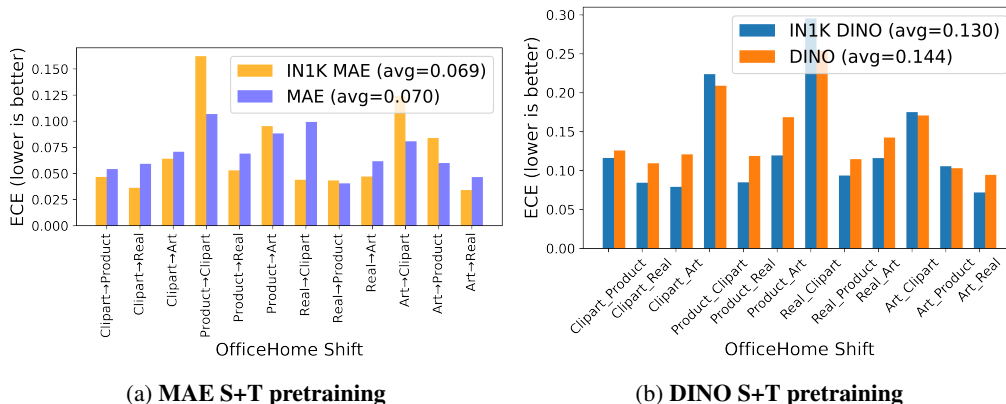 ECE (lower is better)
0.150
0.125
0.100
0.075
0.050
0.025
0.000
IN1K MAE (avg=0.069)
MAE (avg=0.070)
Clipart→Product
Clipart→Real
Clipart→Art
Product→Clipart
Product→Real
Product→Art
Real→Clipart
Real→Product
Real→Art
Art→Clipart
Art→Product
Art→Real
OfficeHome Shift
(a) MAE S+T pretraining
ECE (lower is better)
0.30
0.25
0.20
0.15
0.10
0.05
0.00
IN1K DINO (avg=0.130)
DINO (avg=0.144)
Clipart_Product
Clipart_Real
Clipart_Art
Product_Clipart
Product_Real
Product_Art
Real_Clipart
Real_Product
Real_Art
Art_Clipart
Art_Product
Art_Real
OfficeHome Shift
(b) DINO S+T pretraining